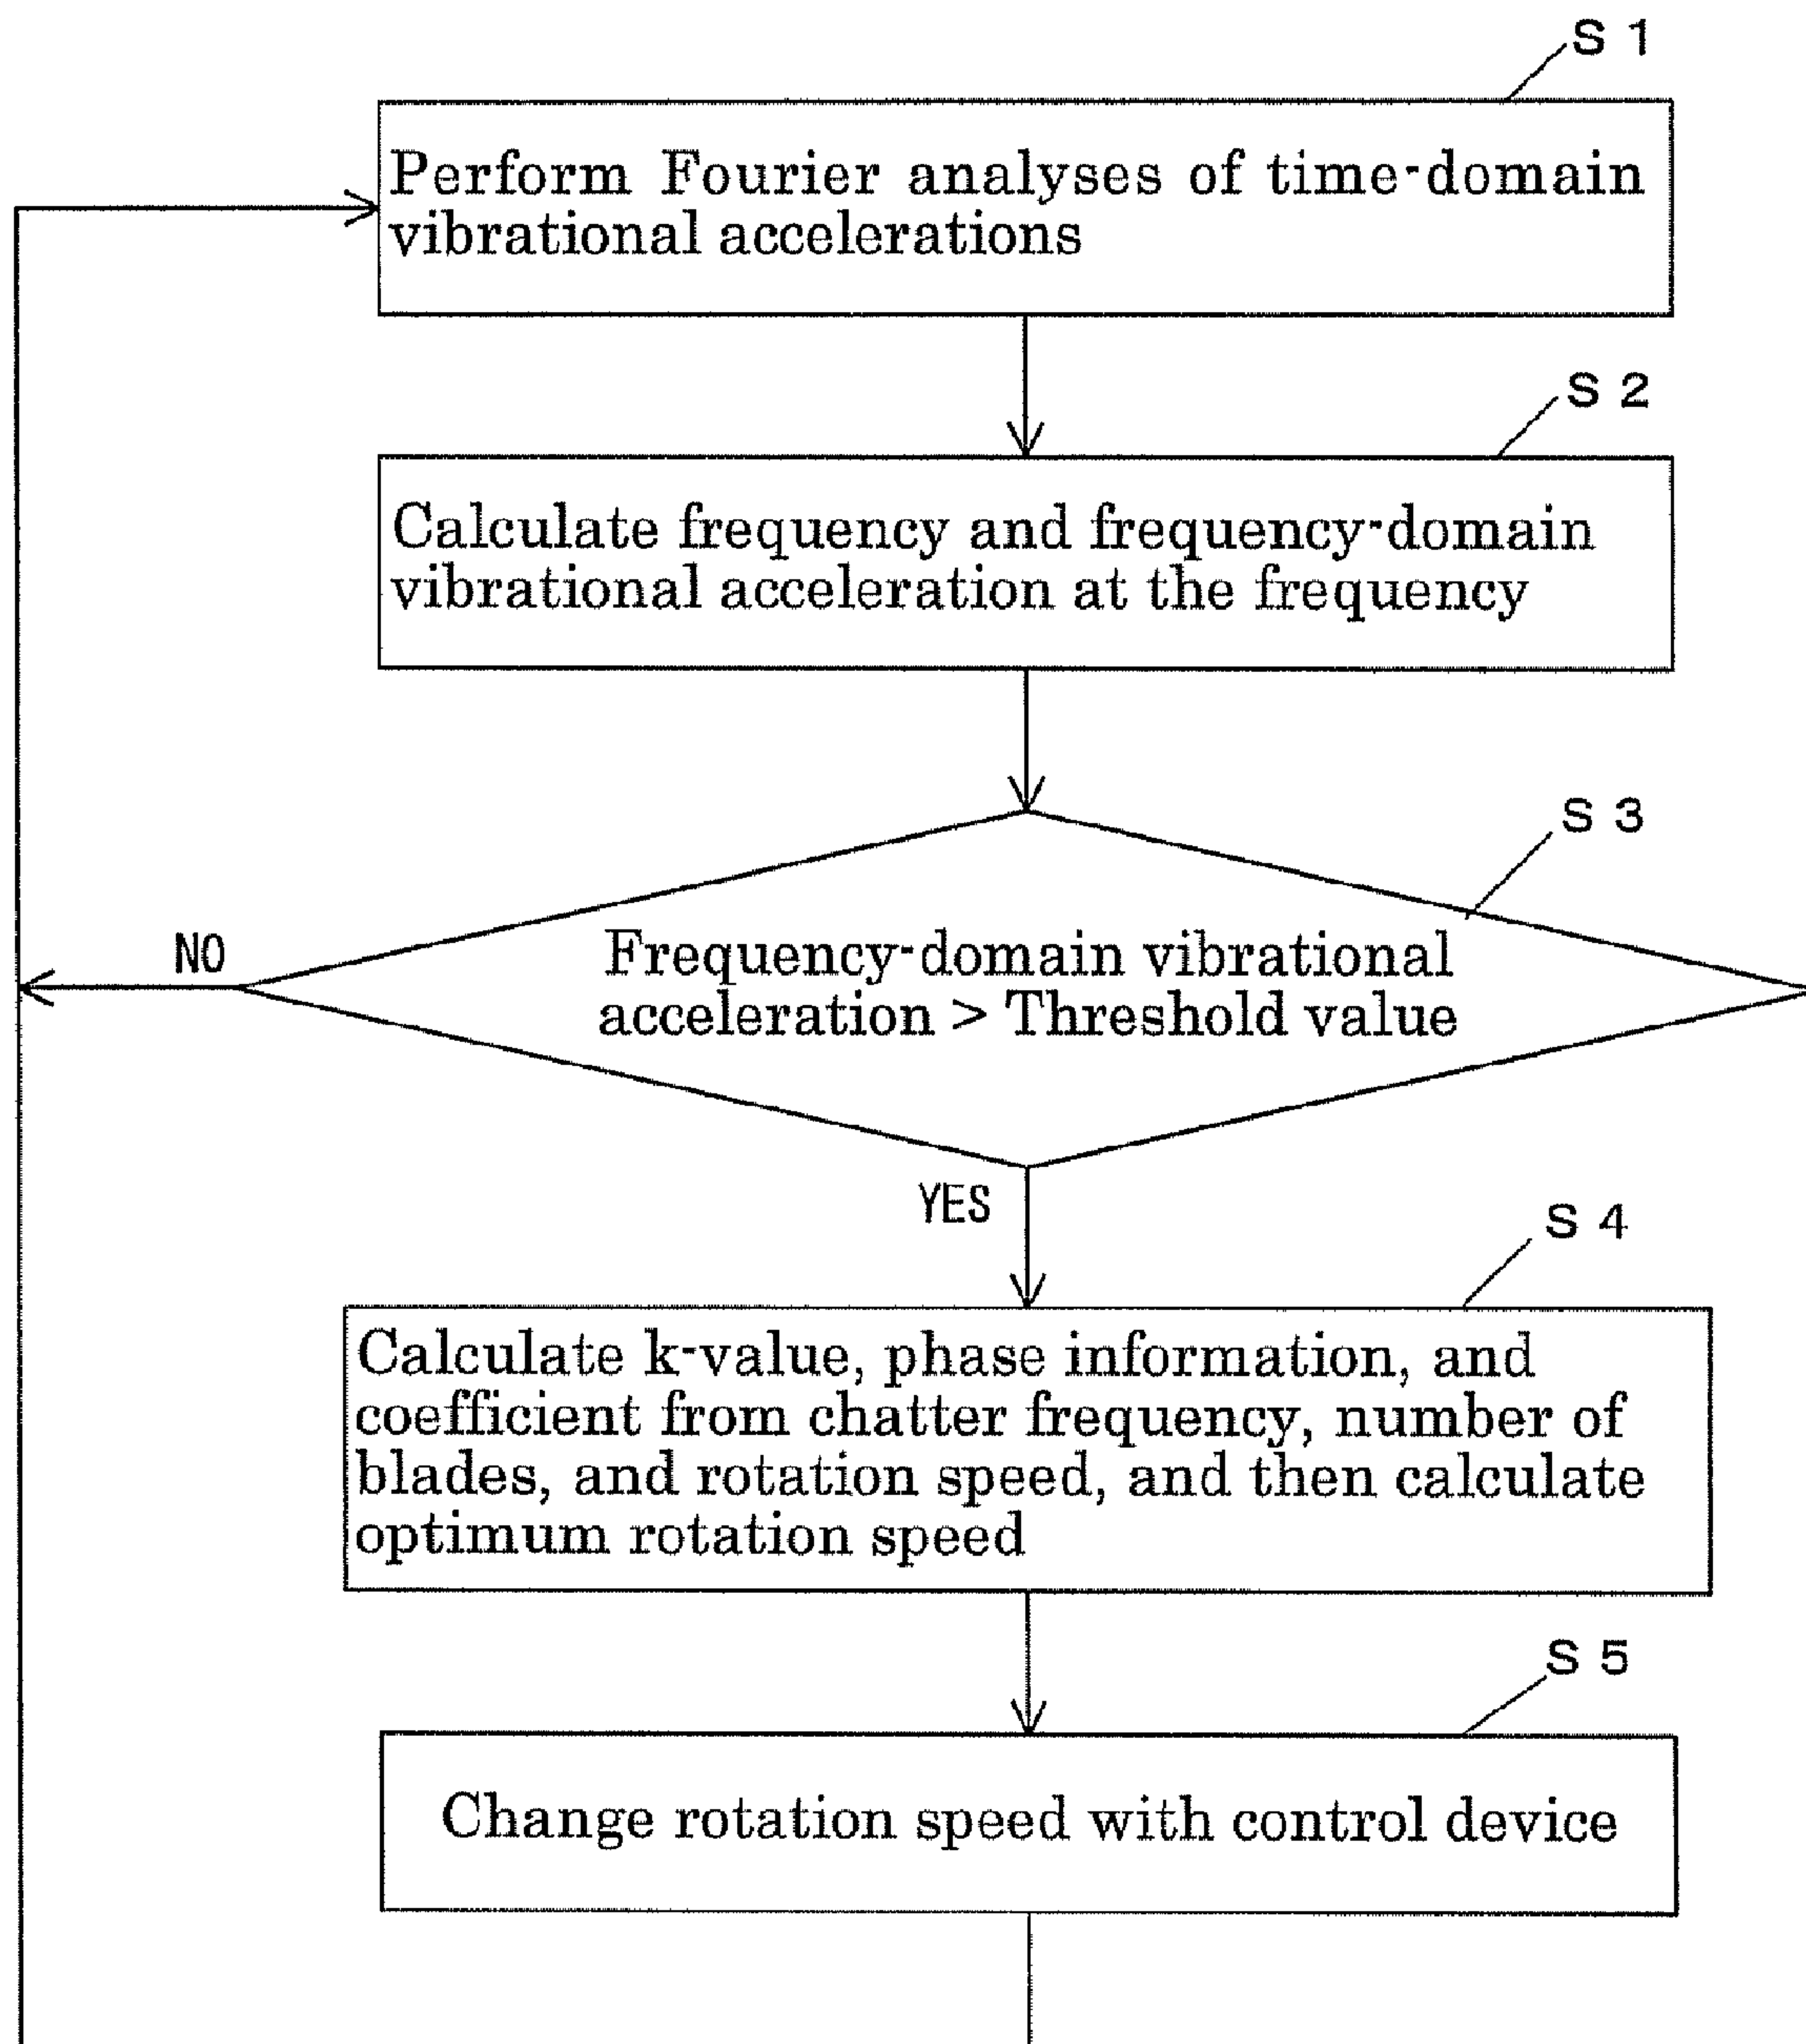 S 1
Perform Fourier analyses of time-domain
vibrational accelerations
S 2
Calculate frequency and frequency-domain
vibrational acceleration at the frequency
S 3
NO
Frequency-domain vibrational
acceleration > Threshold value
YES
S 4
Calculate k-value, phase information, and
coefficient from chatter frequency, number of
blades, and rotation speed, and then calculate
optimum rotation speed
S 5
Change rotation speed with control device